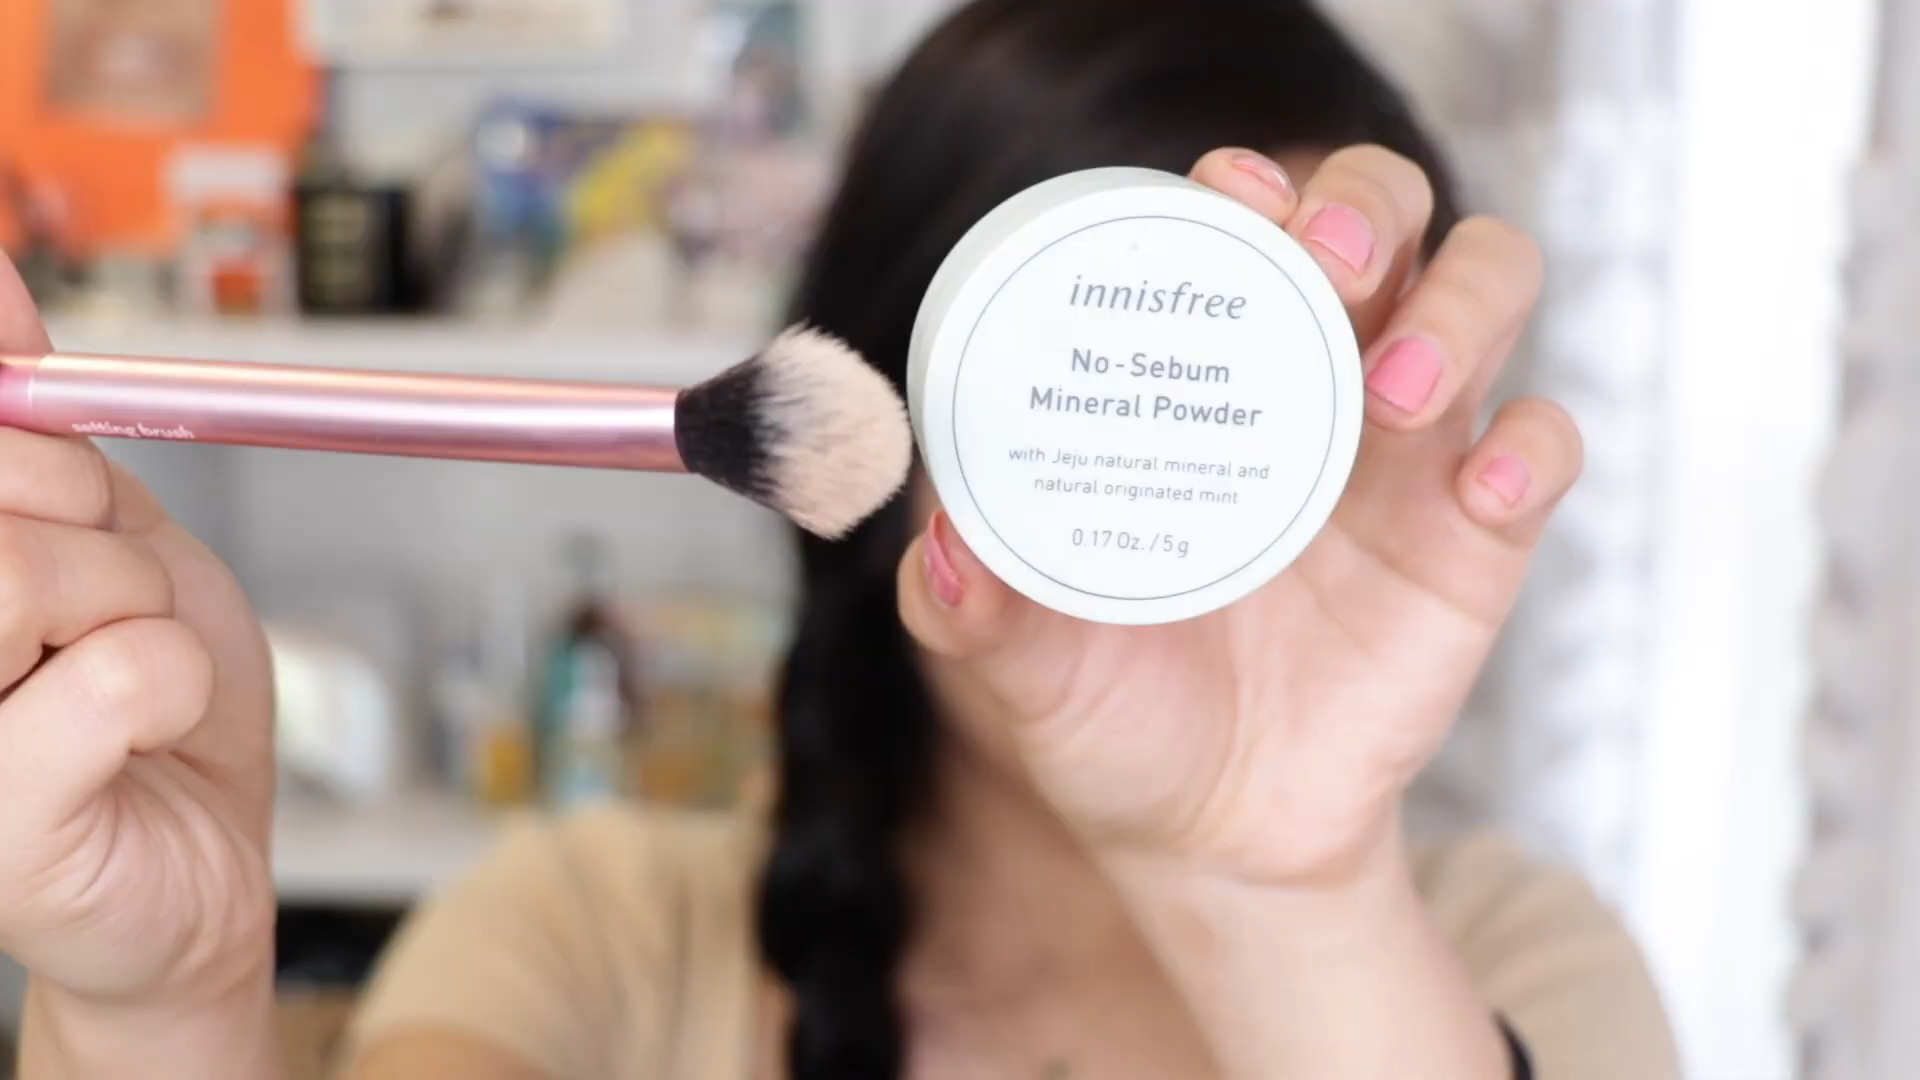 innisfree
No-Sebum
Mineral Powder
with Jeju natural mineral and
natural originated mint
0.17 Oz. / 5 g
setting brush